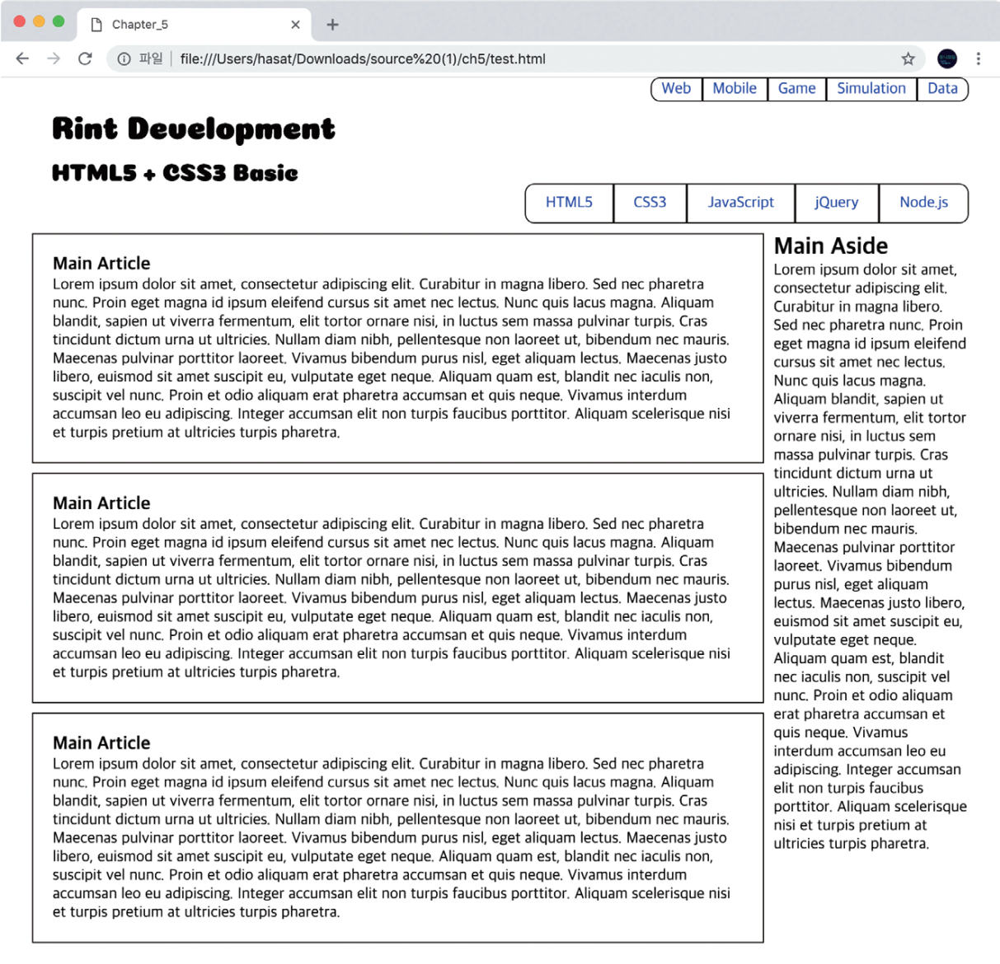 Chapter_5
파일 file:///Users/hasat/Downloads/source%20(1)/ch5/test.html
Web Mobile Game Simulation Data
Rint Development
HTML5 + CSS3 Basic
HTML5 CSS3 JavaScript jQuery Node.js
Main Article
Lorem ipsum dolor sit amet, consectetur adipiscing elit. Curabitur in magna libero. Sed nec pharetra
nunc. Proin eget magna id ipsum eleifend cursus sit amet nec lectus. Nunc quis lacus magna. Aliquam
blandit, sapien ut viverra fermentum, elit tortor ornare nisi, in luctus sem massa pulvinar turpis. Cras
tincidunt dictum urna ut ultricies. Nullam diam nibh, pellentesque non laoreet ut, bibendum nec mauris.
Maecenas pulvinar porttitor laoreet. Vivamus bibendum purus nisl, eget aliquam lectus. Maecenas justo
libero, euismod sit amet suscipit eu, vulputate eget neque. Aliquam quam est, blandit nec iaculis non,
suscipit vel nunc. Proin et odio aliquam erat pharetra accumsan et quis neque. Vivamus interdum
accumsan leo eu adipiscing. Integer accumsan elit non turpis faucibus porttitor. Aliquam scelerisque nisi
et turpis pretium at ultricies turpis pharetra.
Main Article
Lorem ipsum dolor sit amet, consectetur adipiscing elit. Curabitur in magna libero. Sed nec pharetra
nunc. Proin eget magna id ipsum eleifend cursus sit amet nec lectus. Nunc quis lacus magna. Aliquam
blandit, sapien ut viverra fermentum, elit tortor ornare nisi, in luctus sem massa pulvinar turpis. Cras
tincidunt dictum urna ut ultricies. Nullam diam nibh, pellentesque non laoreet ut, bibendum nec mauris.
Maecenas pulvinar porttitor laoreet. Vivamus bibendum purus nisl, eget aliquam lectus. Maecenas justo
libero, euismod sit amet suscipit eu, vulputate eget neque. Aliquam quam est, blandit nec iaculis non,
suscipit vel nunc. Proin et odio aliquam erat pharetra accumsan et quis neque. Vivamus interdum
accumsan leo eu adipiscing. Integer accumsan elit non turpis faucibus porttitor. Aliquam scelerisque nisi
et turpis pretium at ultricies turpis pharetra.
Main Article
Lorem ipsum dolor sit amet, consectetur adipiscing elit. Curabitur in magna libero. Sed nec pharetra
nunc. Proin eget magna id ipsum eleifend cursus sit amet nec lectus. Nunc quis lacus magna. Aliquam
blandit, sapien ut viverra fermentum, elit tortor ornare nisi, in luctus sem massa pulvinar turpis. Cras
tincidunt dictum urna ut ultricies. Nullam diam nibh, pellentesque non laoreet ut, bibendum nec mauris.
Maecenas pulvinar porttitor laoreet. Vivamus bibendum purus nisl, eget aliquam lectus. Maecenas justo
libero, euismod sit amet suscipit eu, vulputate eget neque. Aliquam quam est, blandit nec iaculis non,
suscipit vel nunc. Proin et odio aliquam erat pharetra accumsan et quis neque. Vivamus interdum
accumsan leo eu adipiscing. Integer accumsan elit non turpis faucibus porttitor. Aliquam scelerisque nisi
et turpis pretium at ultricies turpis pharetra.
Main Aside
Lorem ipsum dolor sit amet,
consectetur adipiscing elit.
Curabitur in magna libero.
Sed nec pharetra nunc. Proin
eget magna id ipsum eleifend
cursus sit amet nec lectus.
Nunc quis lacus magna.
Aliquam blandit, sapien ut
viverra fermentum, elit tortor
ornare nisi, in luctus sem
massa pulvinar turpis. Cras
tincidunt dictum urna ut
ultricies. Nullam diam nibh,
pellentesque non laoreet ut,
bibendum nec mauris.
Maecenas pulvinar porttitor
laoreet. Vivamus bibendum
purus nisl, eget aliquam
lectus. Maecenas justo libero,
euismod sit amet suscipit eu,
vulputate eget neque.
Aliquam quam est, blandit
nec iaculis non, suscipit vel
nunc. Proin et odio aliquam
erat pharetra accumsan et
quis neque. Vivamus
interdum accumsan leo eu
adipiscing. Integer accumsan
elit non turpis faucibus
porttitor. Aliquam scelerisque
nisi et turpis pretium at
ultricies turpis pharetra.